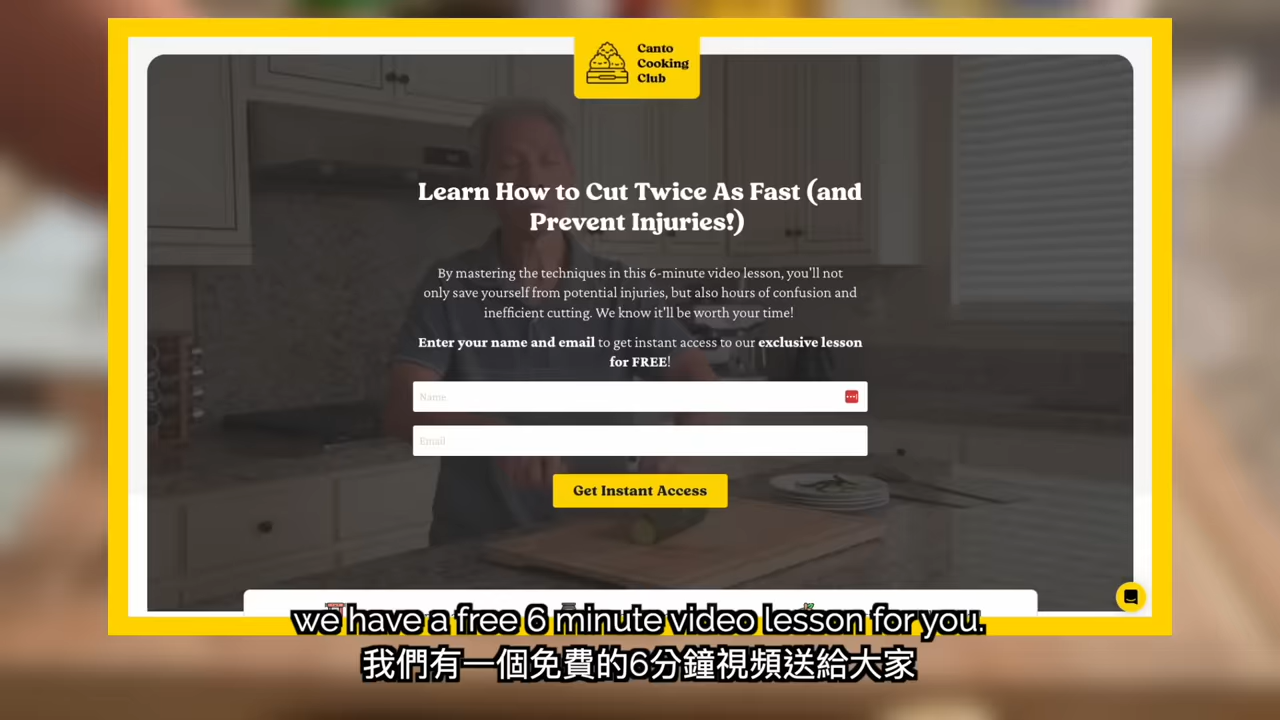 Canto
Cooking
Club
Learn How to Cut Twice As Fast (and
Prevent Injuries!)
By mastering the techniques in this 6-minute video lesson, you'll not
only save yourself from potential injuries, but also hours of confusion and
inefficient cutting. We know it'll be worth your time!
Enter your name and email to get instant access to our exclusive lesson
for FREE!
Name
Email
Get Instant Access
we have a free 6 minute video lesson for you.
我們有一個免費的6分鐘視頻送給大家